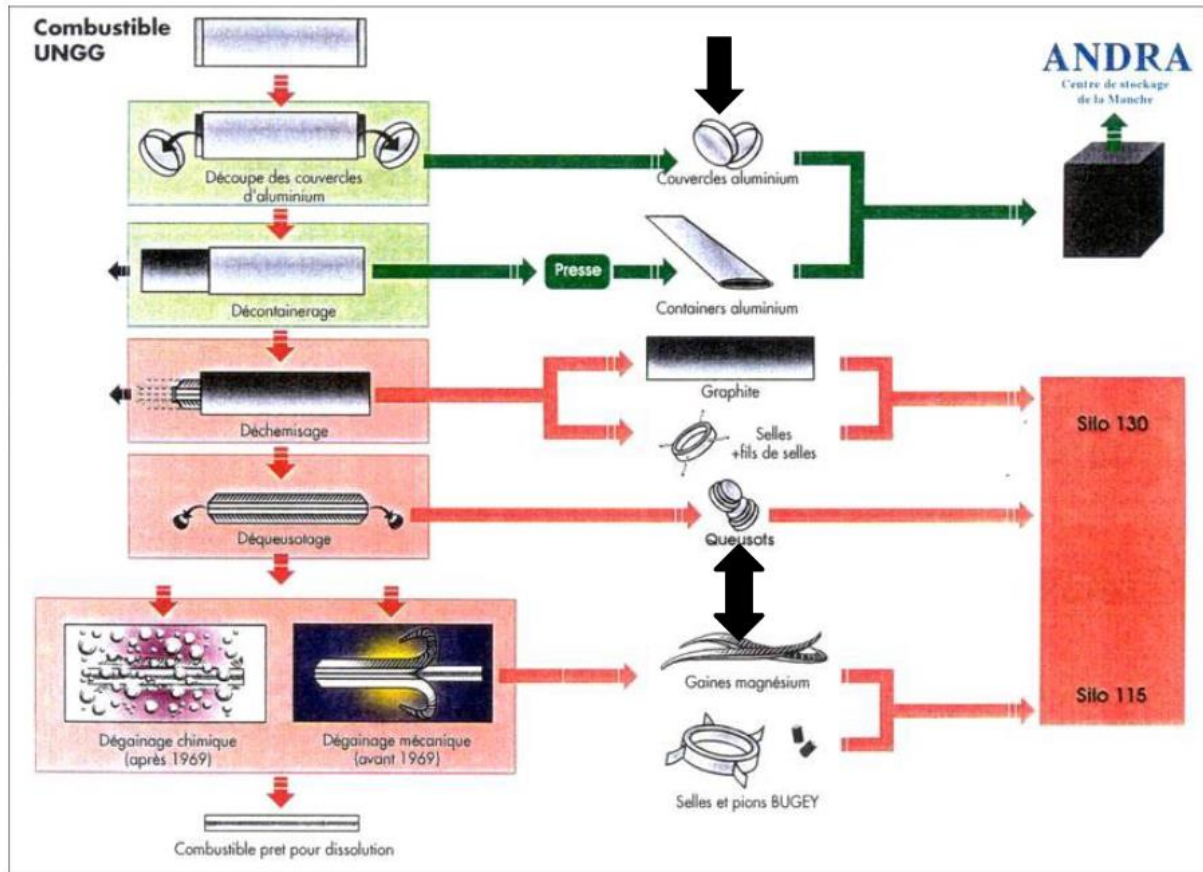 Combustible
UNGG
ANDRA
Centre de stockage
de la Manche
Découpe des couvercles
d'aluminium
Couvercles aluminium
Décontainerage
Presse
Containers aluminium
Déchemisage
Graphite
Selles
+fils de selles
Silo 130
Déqueusotage
Queusots
Dégainage chimique
(après 1969)
Dégainage mécanique
(avant 1969)
Gaines magnésium
Selles et pions BUGEY
Silo 115
Combustible pret pour dissolution